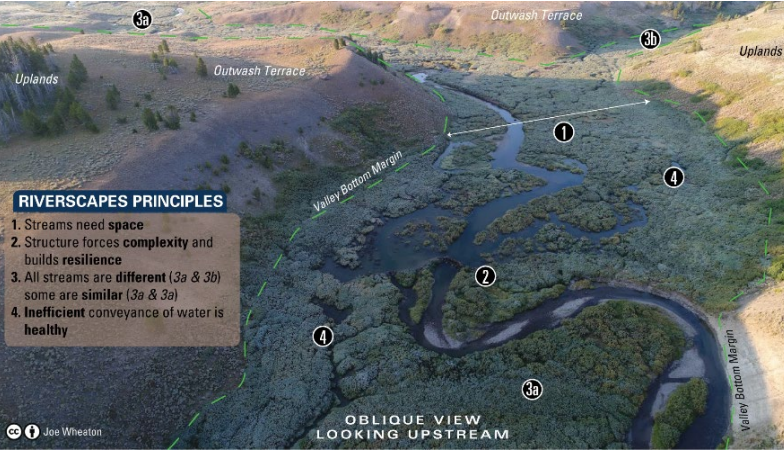 3a
Outwash Terrace
3b
Uplands
Uplands
Outwash Terrace
1
Valley Bottom Margin
4
RIVERSCAPES PRINCIPLES
1. Streams need space
2. Structure forces complexity and
builds resilience
3. All streams are different (3a & 3b)
some are similar (3a & 3a)
4. Inefficient conveyance of water is
healthy
2
4
3a
Valley Bottom Margin
OBLIQUE VIEW
LOOKING UPSTREAM
cc Joe Wheaton